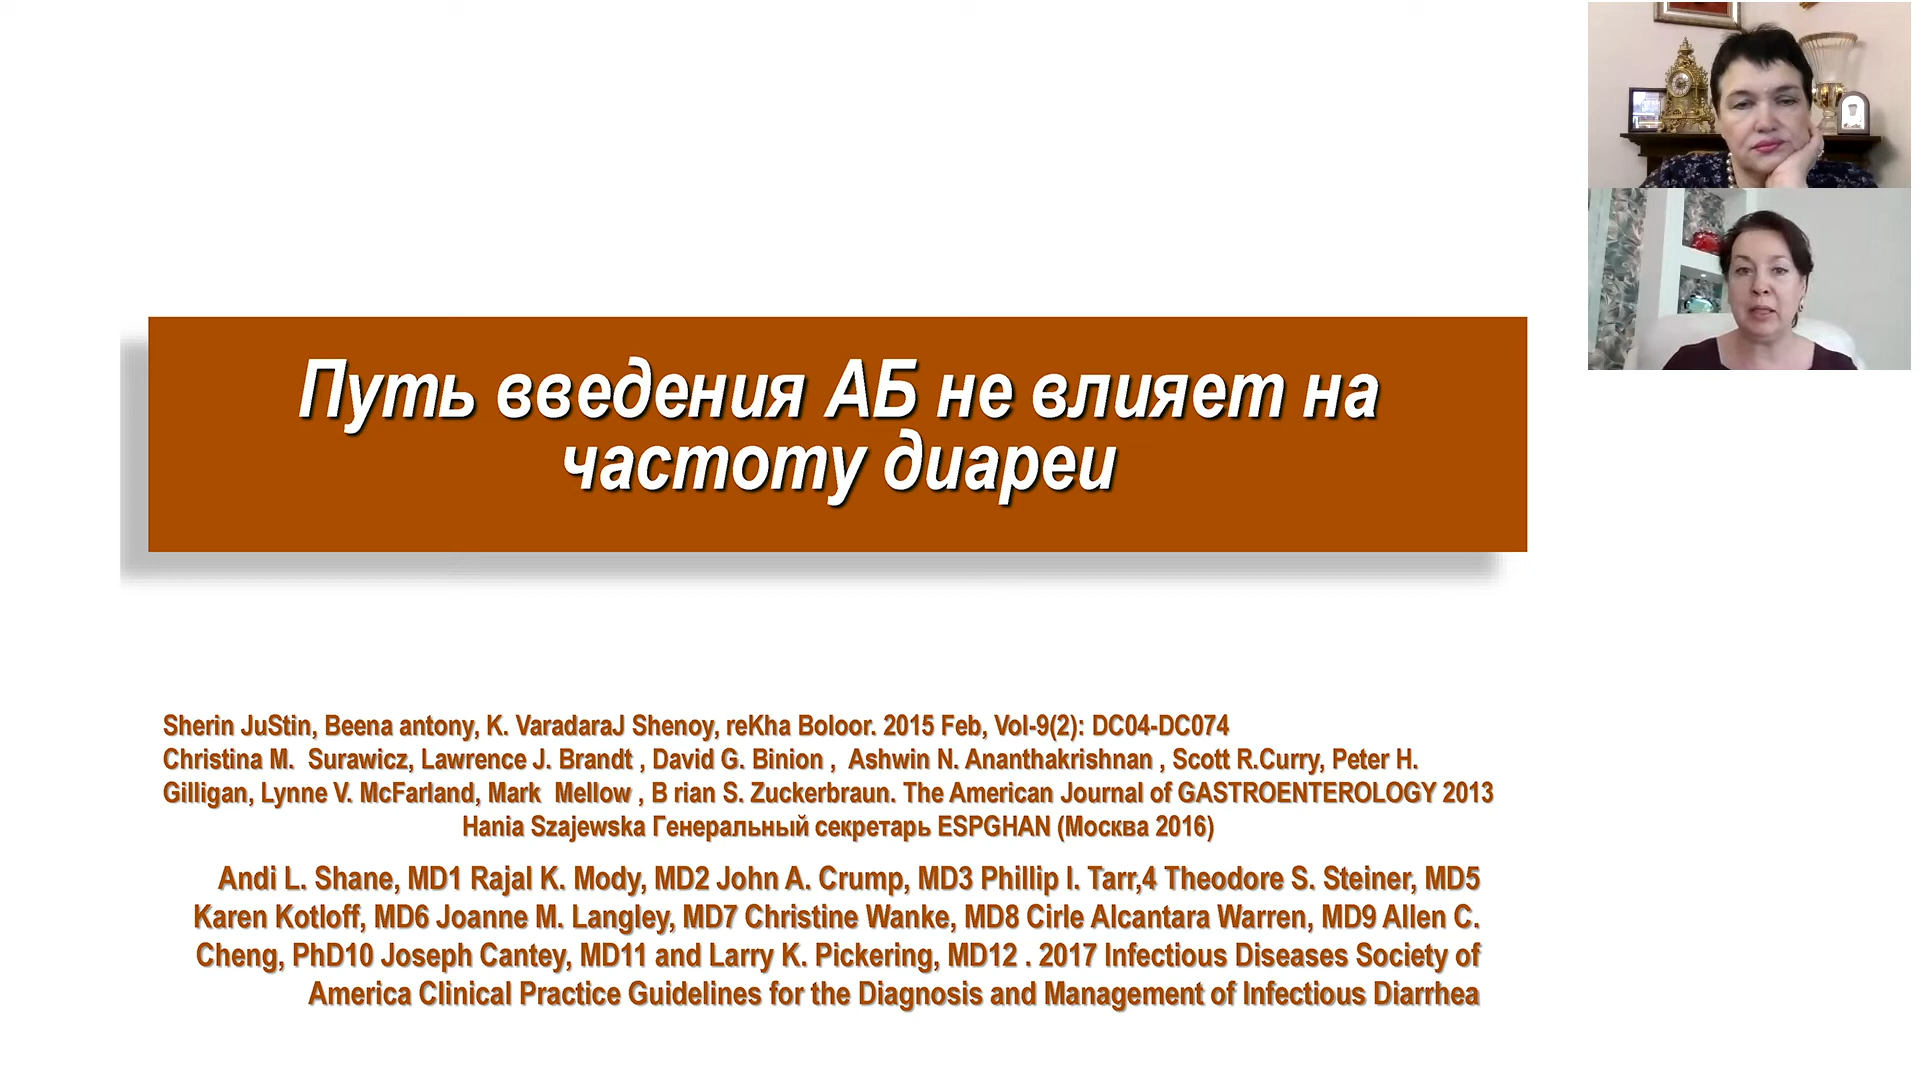 Путь введения АБ не влияет на
частоту диареи
Sherin JuStin, Beena antony, K. VaradaraJ Shenoy, reKha Boloor. 2015 Feb, Vol-9(2): DC04-DC074
Christina M. Surawicz, Lawrence J. Brandt , David G. Binion , Ashwin N. Ananthakrishnan , Scott R.Curry, Peter H.
Gilligan, Lynne V. McFarland, Mark Mellow , B rian S. Zuckerbraun. The American Journal of GASTROENTEROLOGY 2013
Hania Szajewska Генеральный секретарь ESPGHAN (Москва 2016)
Andi L. Shane, MD1 Rajal K. Mody, MD2 John A. Crump, MD3 Phillip I. Tarr,4 Theodore S. Steiner, MD5
Karen Kotloff, MD6 Joanne M. Langley, MD7 Christine Wanke, MD8 Cirle Alcantara Warren, MD9 Allen C.
Cheng, PhD10 Joseph Cantey, MD11 and Larry K. Pickering, MD12 . 2017 Infectious Diseases Society of
America Clinical Practice Guidelines for the Diagnosis and Management of Infectious Diarrhea